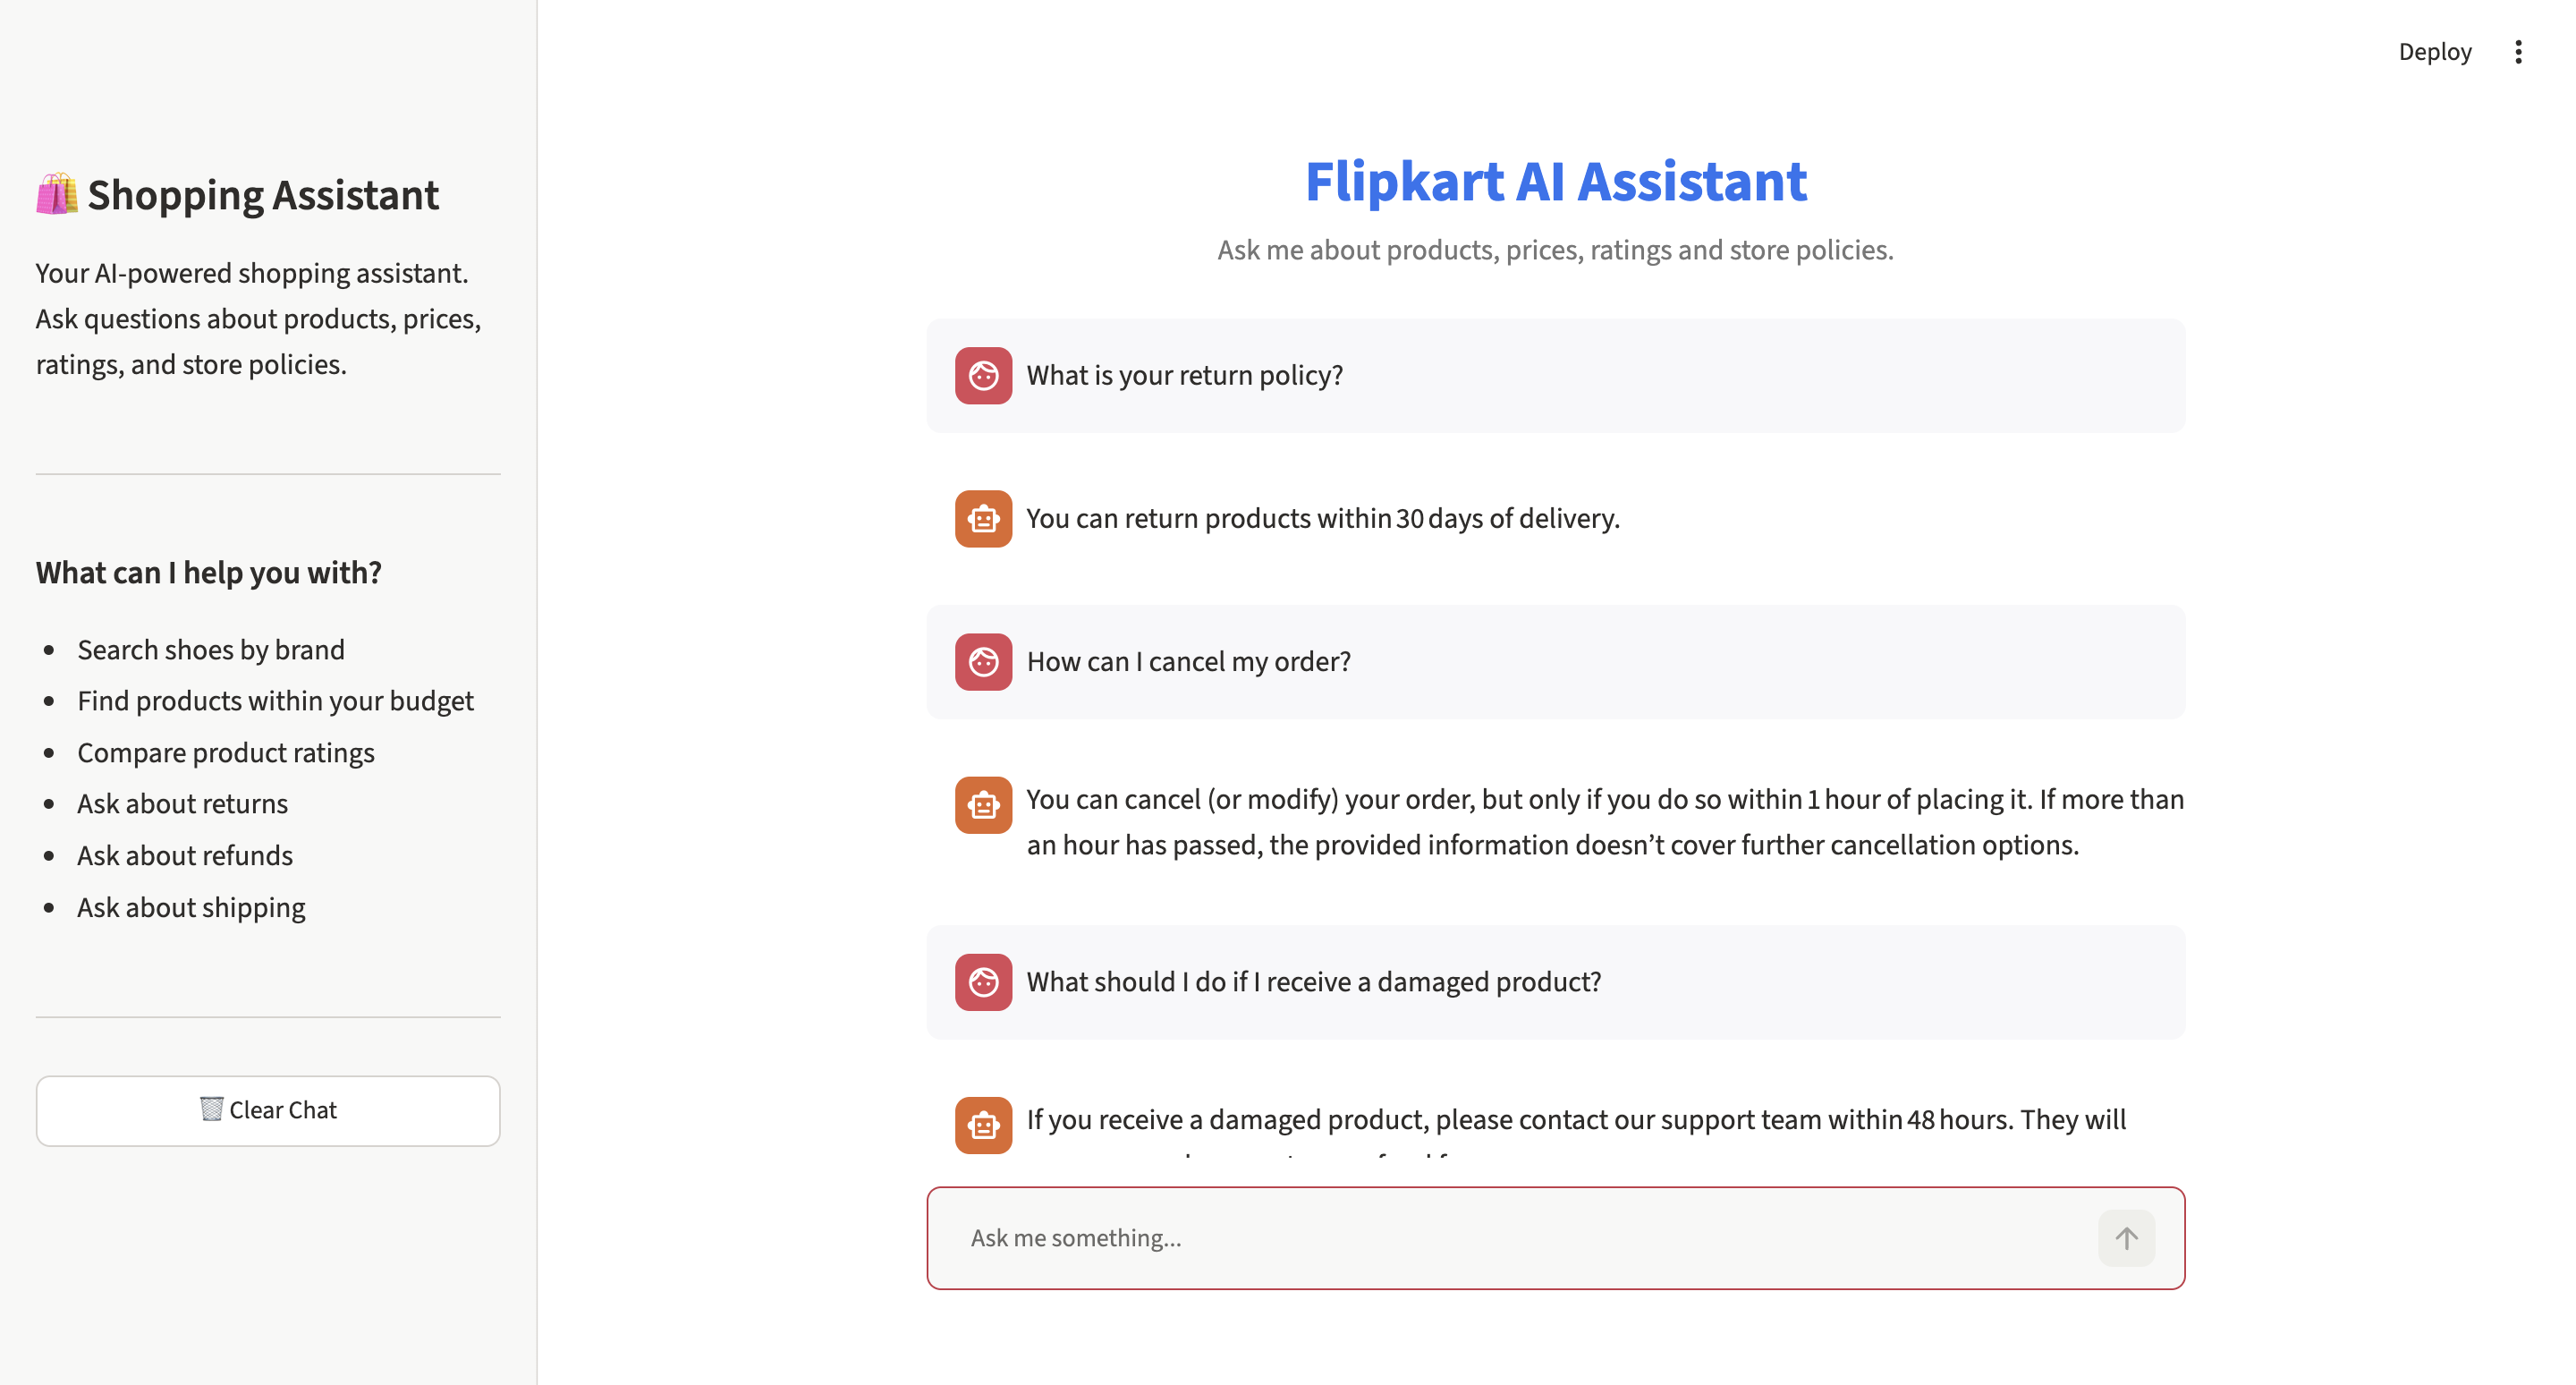 Deploy
🛍️ Shopping Assistant
Your AI-powered shopping assistant.
Ask questions about products, prices,
ratings, and store policies.
What can I help you with?
• Search shoes by brand
• Find products within your budget
• Compare product ratings
• Ask about returns
• Ask about refunds
• Ask about shipping
🗑️ Clear Chat
Flipkart AI Assistant
Ask me about products, prices, ratings and store policies.
What is your return policy?
You can return products within 30 days of delivery.
How can I cancel my order?
You can cancel (or modify) your order, but only if you do so within 1 hour of placing it. If more than
an hour has passed, the provided information doesn’t cover further cancellation options.
What should I do if I receive a damaged product?
If you receive a damaged product, please contact our support team within 48 hours. They will
Ask me something...